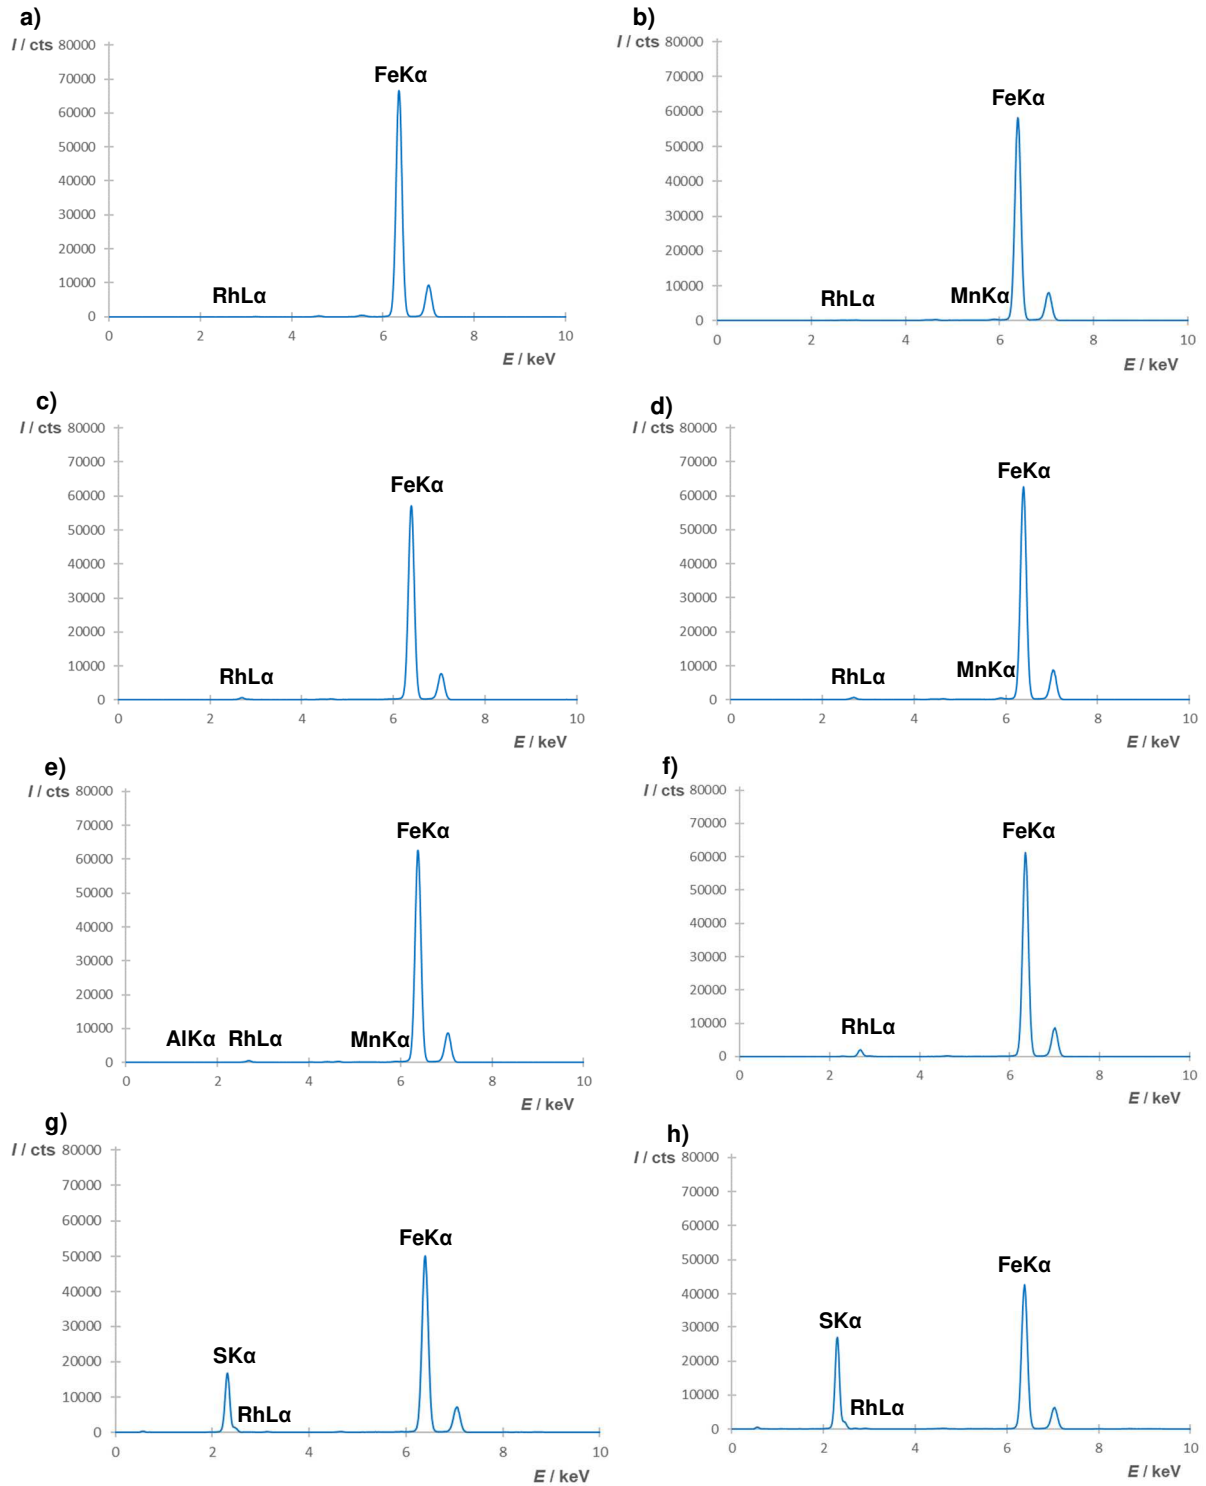 a)
I / cts 80000
70000
60000
50000
40000
30000
20000
10000
0
FeKα
RhLα
0 2 4 6 8 10
E / keV
b)
I / cts 80000
70000
60000
50000
40000
30000
20000
10000
0
FeKα
RhLα MnKα
0 2 4 6 8 10
E / keV
c)
I / cts 80000
70000
60000
50000
40000
30000
20000
10000
0
FeKα
RhLα
0 2 4 6 8 10
E / keV
d)
I / cts 80000
70000
60000
50000
40000
30000
20000
10000
0
FeKα
RhLα MnKα
0 2 4 6 8 10
E / keV
e)
I / cts 80000
70000
60000
50000
40000
30000
20000
10000
0
FeKα
AlKα RhLα MnKα
0 2 4 6 8 10
E / keV
f)
I / cts 80000
70000
60000
50000
40000
30000
20000
10000
0
FeKα
RhLα
0 2 4 6 8 10
E / keV
g)
I / cts 80000
70000
60000
50000
40000
30000
20000
10000
0
FeKα
SKα
RhLα
0 2 4 6 8 10
E / keV
h)
I / cts 80000
70000
60000
50000
40000
30000
20000
10000
0
FeKα
SKα
RhLα
0 2 4 6 8 10
E / keV